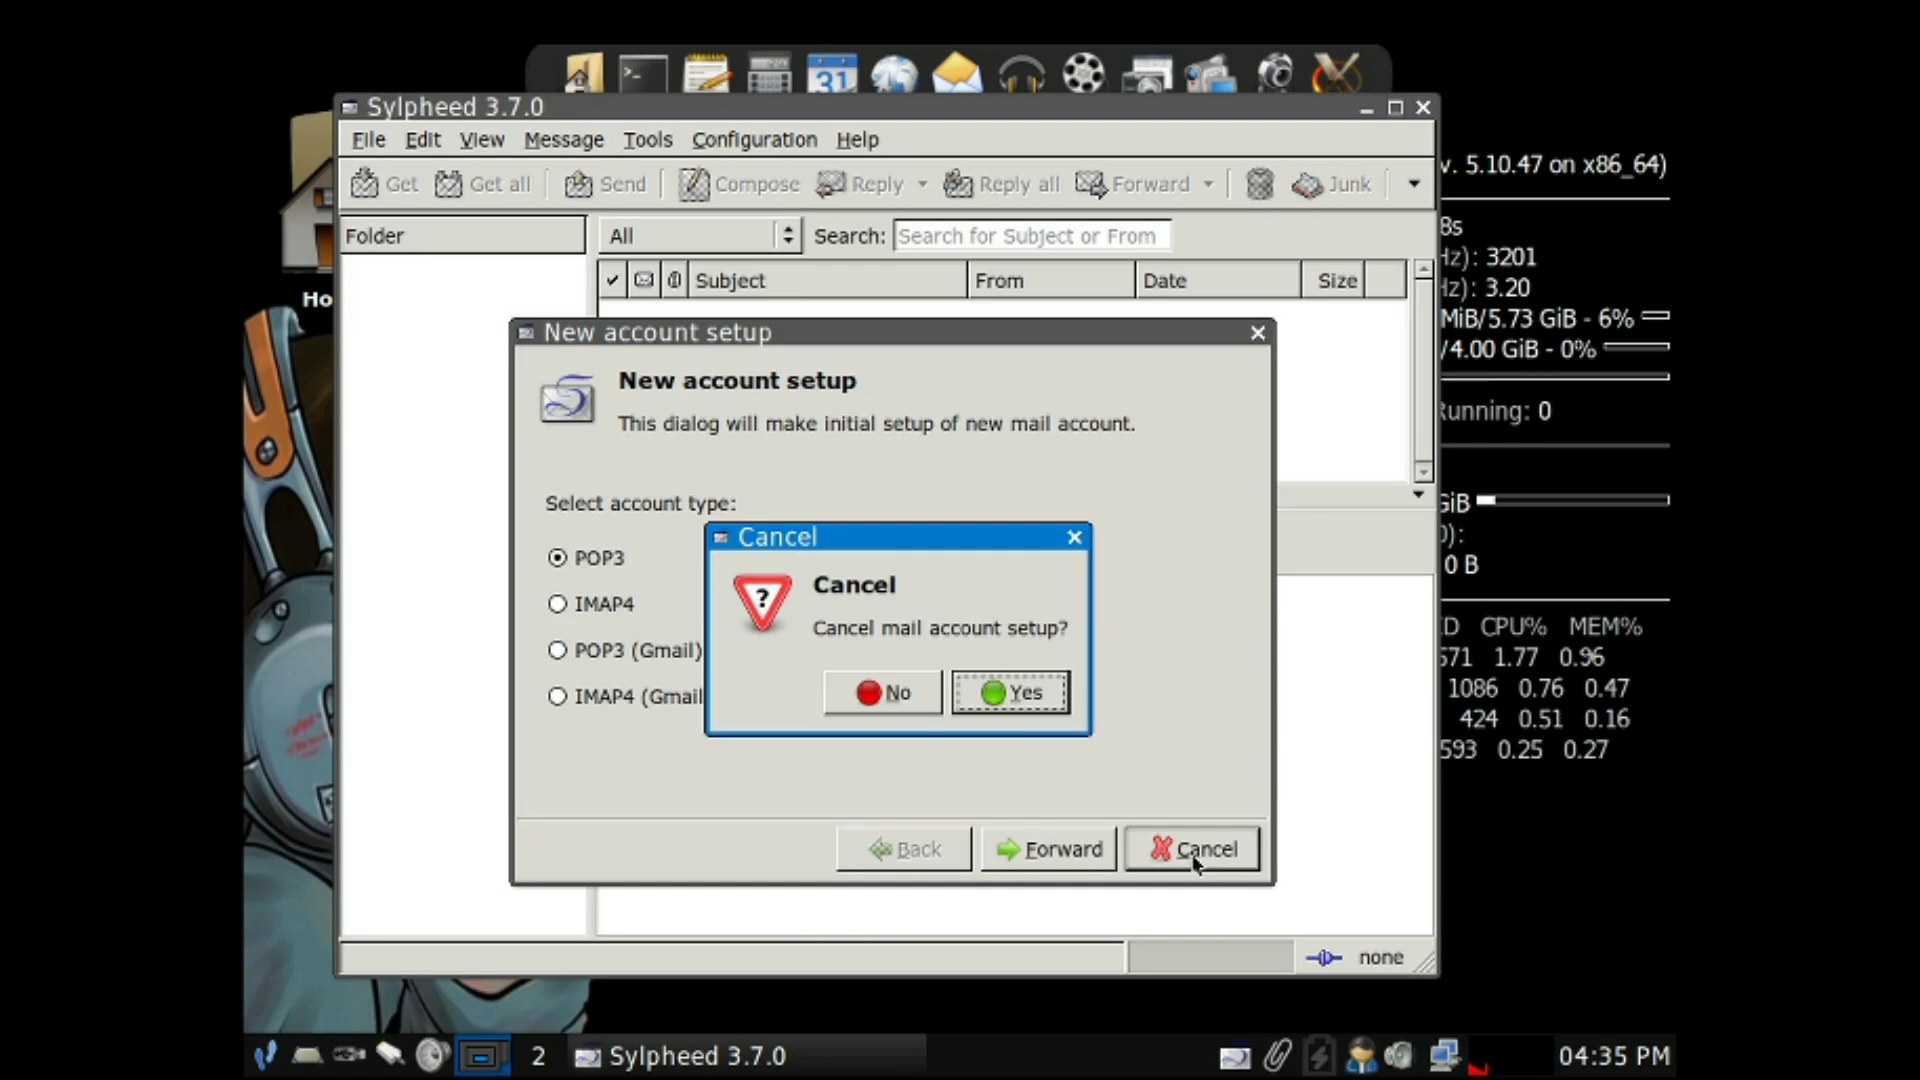 31
Sylpheed 3.7.0
File Edit View Message Tools Configuration Help
Get Get all Send Compose Reply Reply all Forward Junk
Folder
All Search: Search for Subject or From
Subject From Date Size
Ho
New account setup
New account setup
This dialog will make initial setup of new mail account.
Select account type:
POP3
IMAP4
POP3 (Gmail)
IMAP4 (Gmail
Cancel
Cancel
Cancel mail account setup?
No Yes
Back Forward Cancel
none
v. 5.10.47 on x86_64)
8s
Hz): 3201
Hz): 3.20
MiB/5.73 GiB - 6%
/4.00 GiB - 0%
Running: 0
GiB
0):
0 B
ID CPU% MEM%
571 1.77 0.96
1086 0.76 0.47
424 0.51 0.16
593 0.25 0.27
2 Sylpheed 3.7.0 04:35 PM